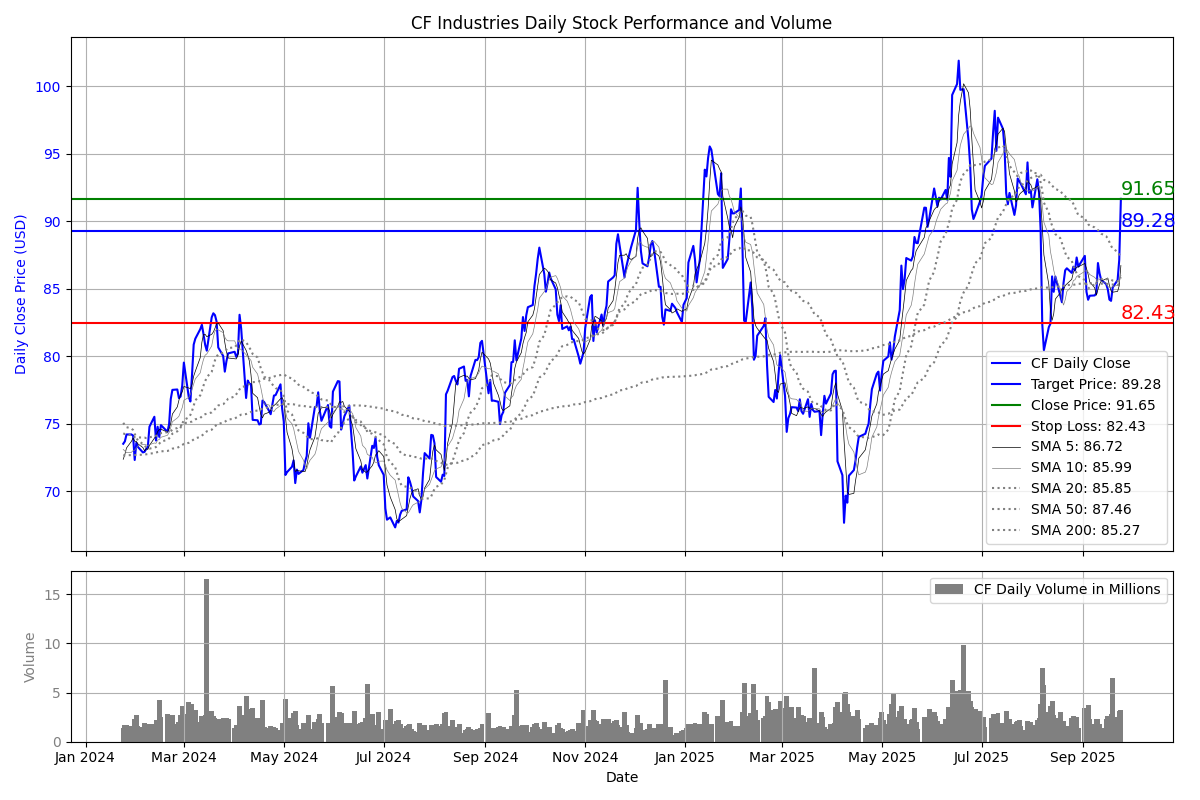 CF Industries Daily Stock Performance and Volume
Daily Close Price (USD)
100
95
90
85
80
75
70
91.65
89.28
82.43
CF Daily Close
Target Price: 89.28
Close Price: 91.65
Stop Loss: 82.43
SMA 5: 86.72
SMA 10: 85.99
SMA 20: 85.85
SMA 50: 87.46
SMA 200: 85.27
Volume
15
10
5
0
CF Daily Volume in Millions
Jan 2024
Mar 2024
May 2024
Jul 2024
Sep 2024
Nov 2024
Jan 2025
Mar 2025
May 2025
Jul 2025
Sep 2025
Date